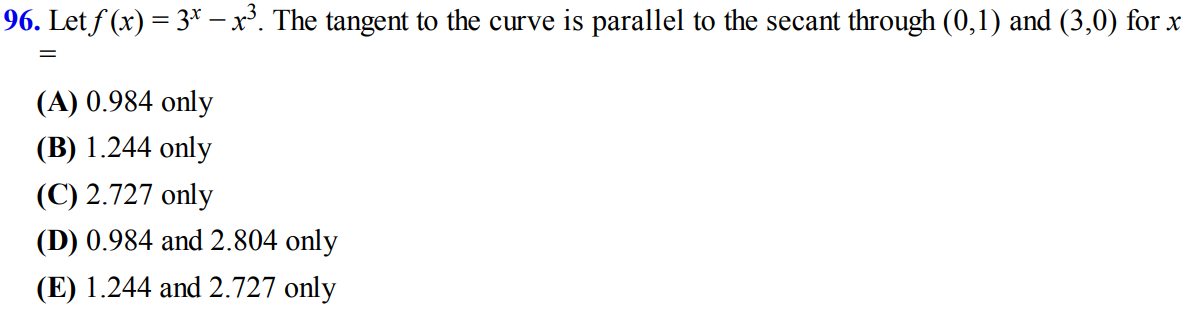 96. Let f (x) = 3ˣ – x³. The tangent to the curve is parallel to the secant through (0,1) and (3,0) for x
=
(A) 0.984 only
(B) 1.244 only
(C) 2.727 only
(D) 0.984 and 2.804 only
(E) 1.244 and 2.727 only